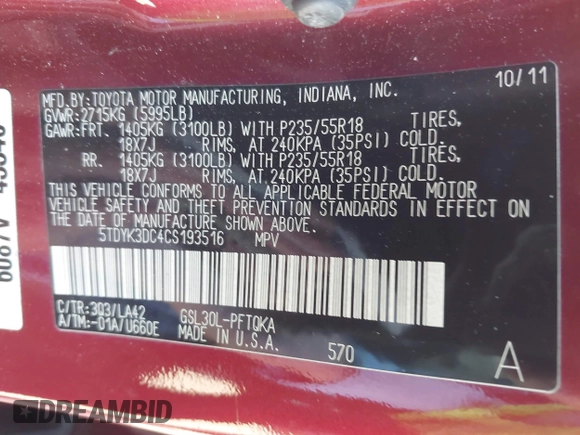 MFD.BY:TOYOTA MOTOR MANUFACTURING, INDIANA, INC. 10/11
GVWR:2715KG (5995LB)
GAWR:FRT. 1405KG (3100LB) WITH P235/55R18 TIRES,
18X7J RIMS, AT 240KPA (35PSI) COLD.
RR. 1405KG (3100LB) WITH P235/55R18 TIRES,
18X7J RIMS, AT 240KPA (35PSI) COLD.
THIS VEHICLE CONFORMS TO ALL APPLICABLE FEDERAL MOTOR
VEHICLE SAFETY AND THEFT PREVENTION STANDARDS IN EFFECT ON
THE DATE OF MANUFACTURE SHOWN ABOVE.
5TDYK3DC4CS193516 MPV
C/TR:3Q3/LA42 GSL30L-PFTQKA
A/TM:-01A/U660E MADE IN U.S.A. 570 A
DREAMBID